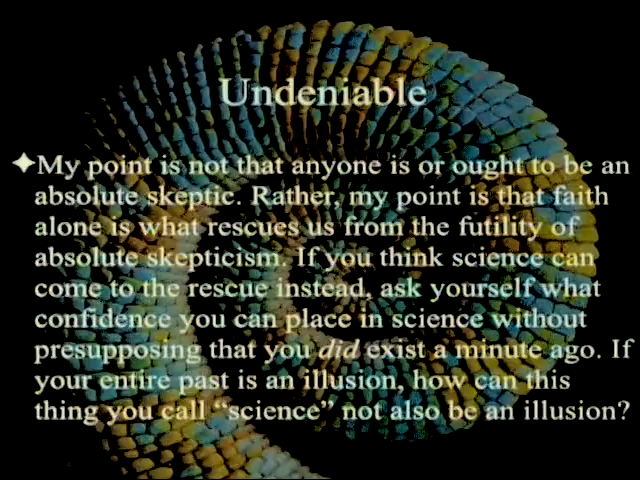 Undeniable
✦My point is not that anyone is or ought to be an
absolute skeptic. Rather, my point is that faith
alone is what rescues us from the futility of
absolute skepticism. If you think science can
come to the rescue instead, ask yourself what
confidence you can place in science without
presupposing that you did exist a minute ago. If
your entire past is an illusion, how can this
thing you call “science” not also be an illusion?